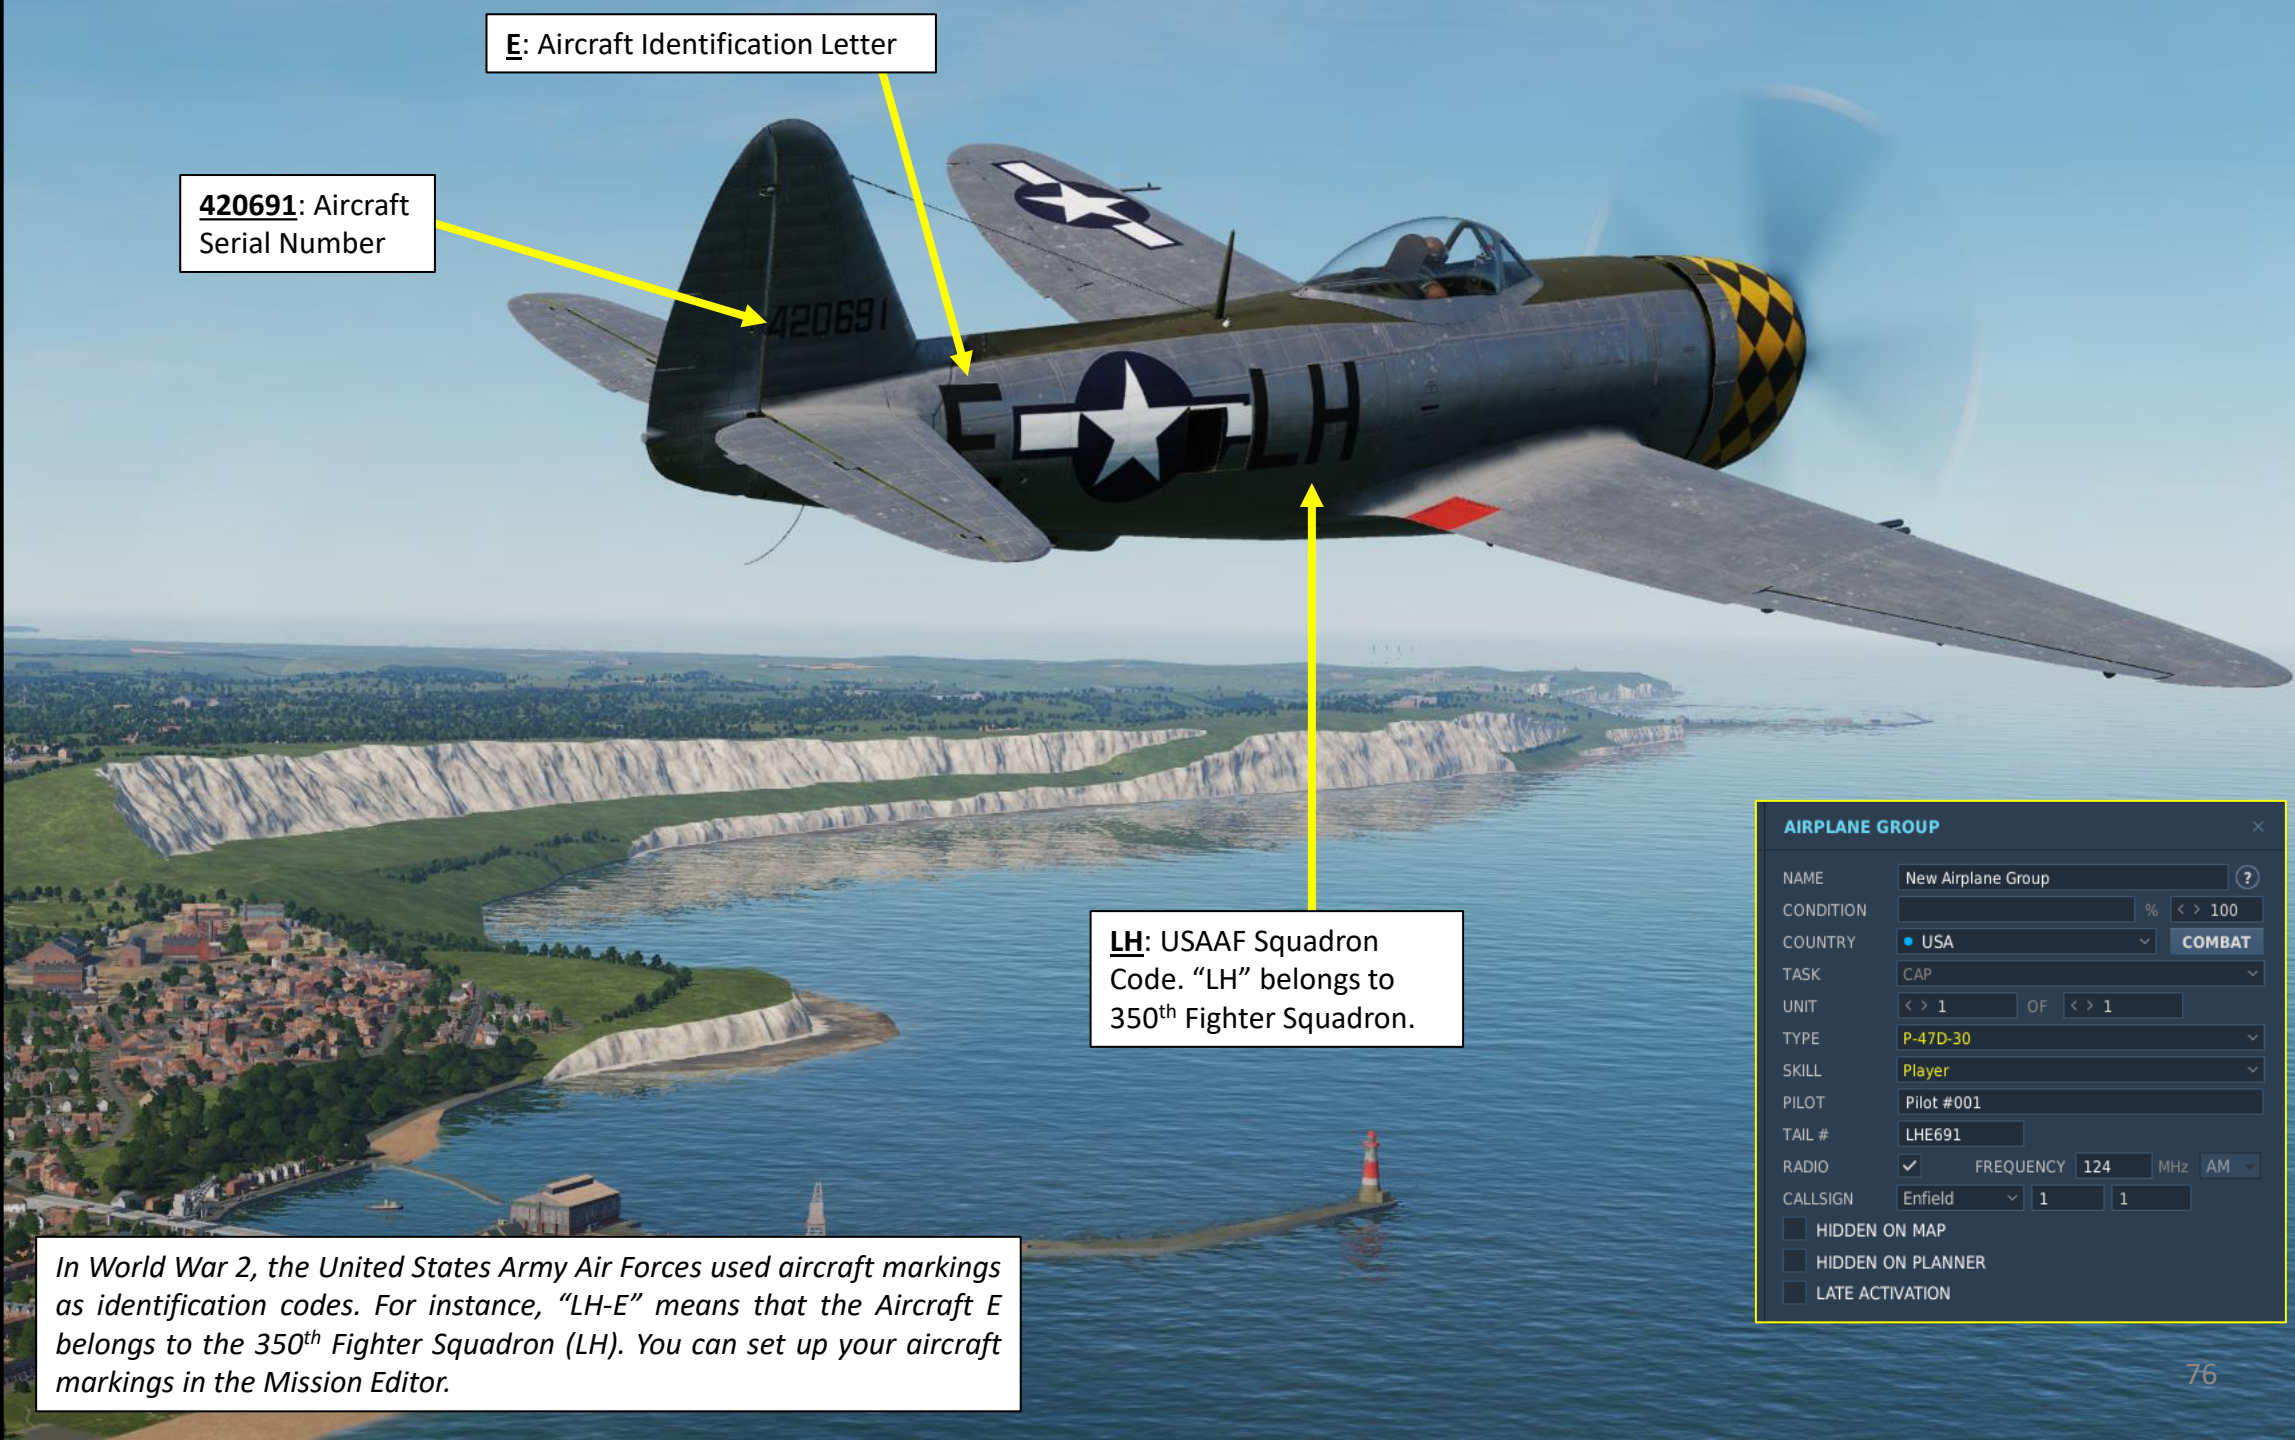 E: Aircraft Identification Letter
420691: Aircraft
Serial Number
420691
E
LH
LH: USAAF Squadron
Code. “LH” belongs to
350th Fighter Squadron.
In World War 2, the United States Army Air Forces used aircraft markings
as identification codes. For instance, “LH-E” means that the Aircraft E
belongs to the 350th Fighter Squadron (LH). You can set up your aircraft
markings in the Mission Editor.
AIRPLANE GROUP ×
NAME New Airplane Group ?
CONDITION % < > 100
COUNTRY USA COMBAT
TASK CAP
UNIT < > 1 OF < > 1
TYPE P-47D-30
SKILL Player
PILOT Pilot #001
TAIL # LHE691
RADIO FREQUENCY 124 MHz AM
CALLSIGN Enfield 1 1
HIDDEN ON MAP
HIDDEN ON PLANNER
LATE ACTIVATION
76